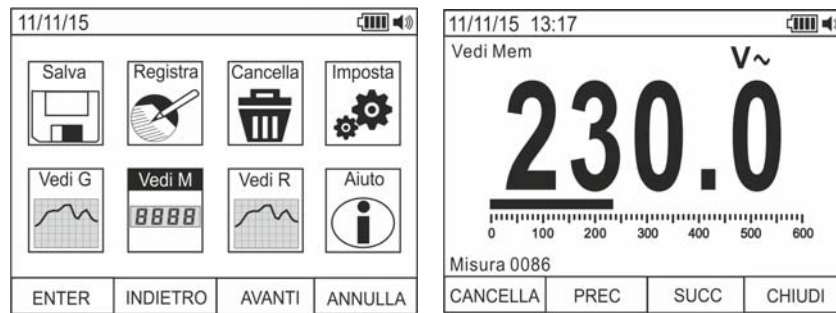 11/11/15
Salva Registra Cancella Imposta
Vedi G Vedi M Vedi R Aiuto
8888
ENTER INDIETRO AVANTI ANNULLA
11/11/15 13:17
Vedi Mem
V~
230.0
0 100 200 300 400 500 600
Misura 0086
CANCELLA PREC SUCC CHIUDI